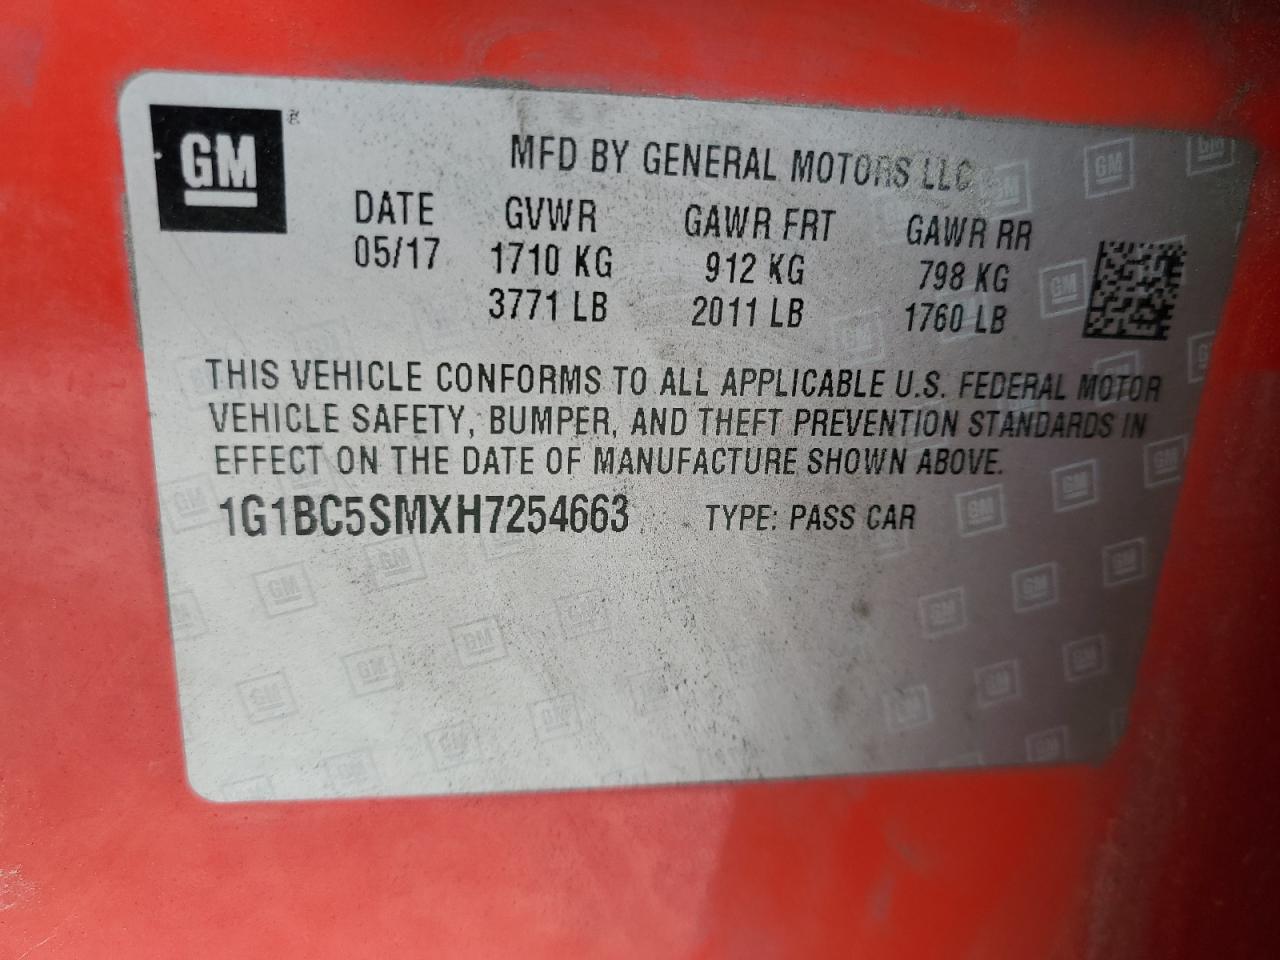 GM
MFD BY GENERAL MOTORS LLC
DATE GVWR GAWR FRT GAWR RR
05/17 1710 KG 912 KG 798 KG
3771 LB 2011 LB 1760 LB
THIS VEHICLE CONFORMS TO ALL APPLICABLE U.S. FEDERAL MOTOR
VEHICLE SAFETY, BUMPER, AND THEFT PREVENTION STANDARDS IN
EFFECT ON THE DATE OF MANUFACTURE SHOWN ABOVE.
1G1BC5SMXH7254663 TYPE: PASS CAR